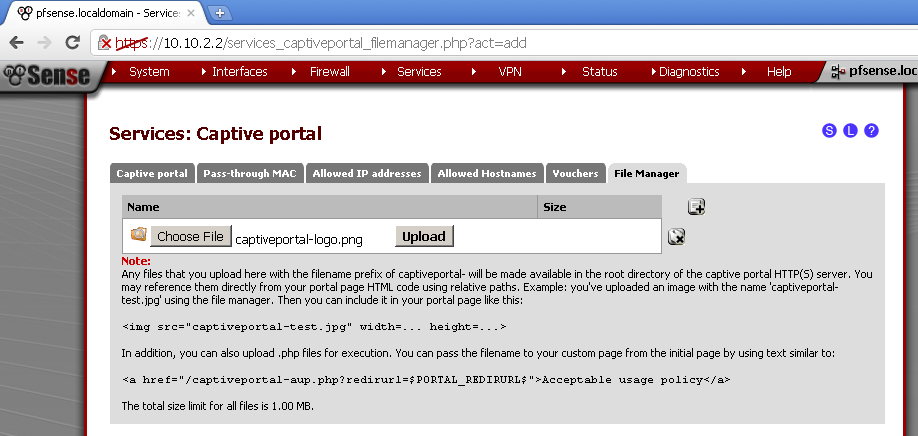 pfsense.localdomain - Services
https://10.10.2.2/services_captiveportal_filemanager.php?act=add
Sense System Interfaces Firewall Services VPN Status Diagnostics Help pfsense.loc
Services: Captive portal S L ?
Captive portal Pass-through MAC Allowed IP addresses Allowed Hostnames Vouchers File Manager
Name Size
Choose File captiveportal-logo.png Upload
Note:
Any files that you upload here with the filename prefix of captiveportal- will be made available in the root directory of the captive portal HTTP(S) server. You
may reference them directly from your portal page HTML code using relative paths. Example: you've uploaded an image with the name 'captiveportal-
test.jpg' using the file manager. Then you can include it in your portal page like this:
<img src="captiveportal-test.jpg" width=... height=...>
In addition, you can also upload .php files for execution. You can pass the filename to your custom page from the initial page by using text similar to:
<a href="/captiveportal-aup.php?redirurl=$PORTAL_REDIRURL$">Acceptable usage policy</a>
The total size limit for all files is 1.00 MB.